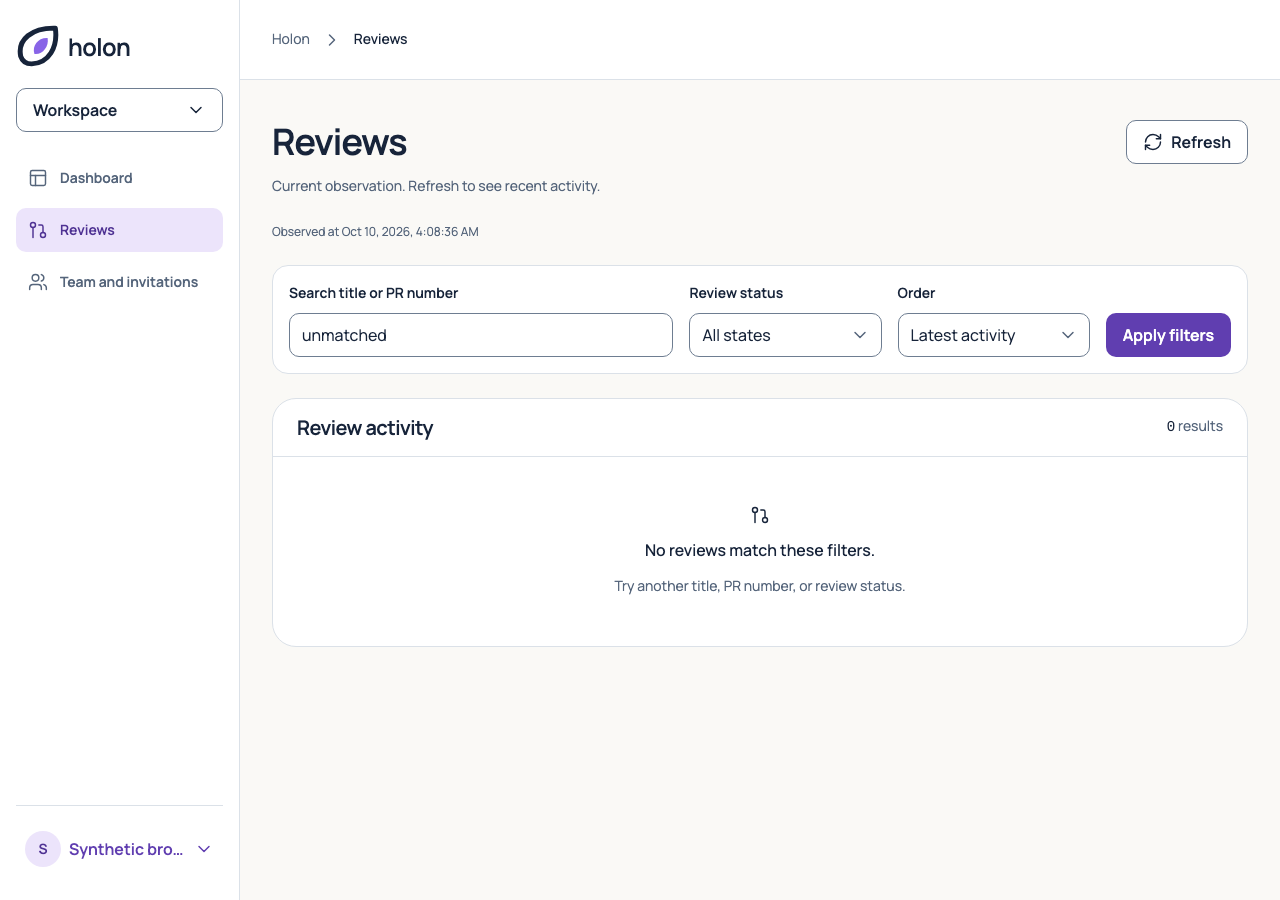 holon
Workspace
Dashboard
Reviews
Team and invitations
Synthetic bro...
S
Holon
Reviews
Reviews
Refresh
Current observation. Refresh to see recent activity.
Observed at Oct 10, 2026, 4:08:36 AM
Search title or PR number
Review status
Order
unmatched
All states
Latest activity
Apply filters
Review activity
0 results
No reviews match these filters.
Try another title, PR number, or review status.